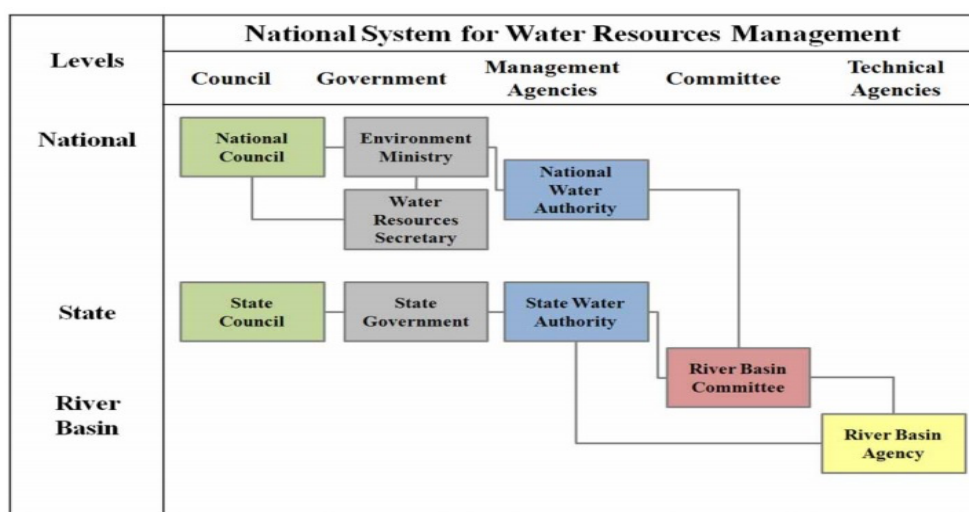 Levels
National System for Water Resources Management
Council
Government
Management
Agencies
Committee
Technical
Agencies
National
National
Council
Environment
Ministry
National
Water
Authority
Water
Resources
Secretary
State
State
Council
State
Government
State Water
Authority
River
Basin
River Basin
Committee
River Basin
Agency